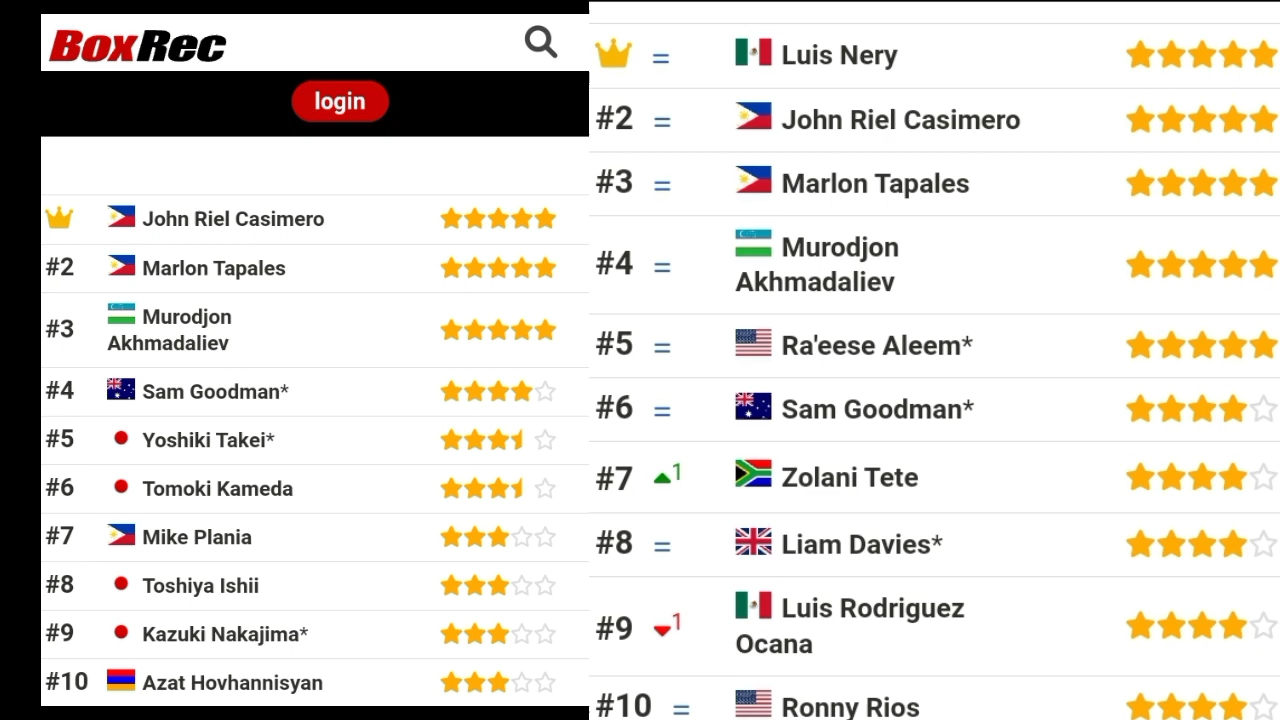 BoxRec
login
John Riel Casimero
#2 Marlon Tapales
#3 Murodjon
Akhmadaliev
#4 Sam Goodman*
#5 Yoshiki Takei*
#6 Tomoki Kameda
#7 Mike Plania
#8 Toshiya Ishii
#9 Kazuki Nakajima*
#10 Azat Hovhannisyan
= Luis Nery
#2 = John Riel Casimero
#3 = Marlon Tapales
#4 = Murodjon
Akhmadaliev
#5 = Ra'eese Aleem*
#6 = Sam Goodman*
#7 1 Zolani Tete
#8 = Liam Davies*
#9 1 Luis Rodriguez
Ocana
#10 = Ronny Rios